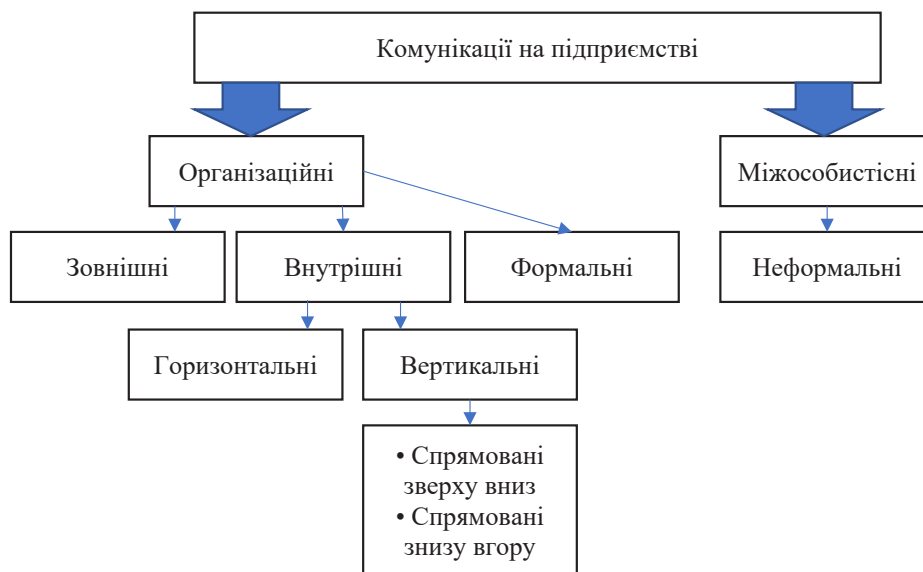 Комунікації на підприємстві
Організаційні
Міжособистісні
Зовнішні
Внутрішні
Формальні
Неформальні
Горизонтальні
Вертикальні
• Спрямовані
зверху вниз
• Спрямовані
знизу вгору